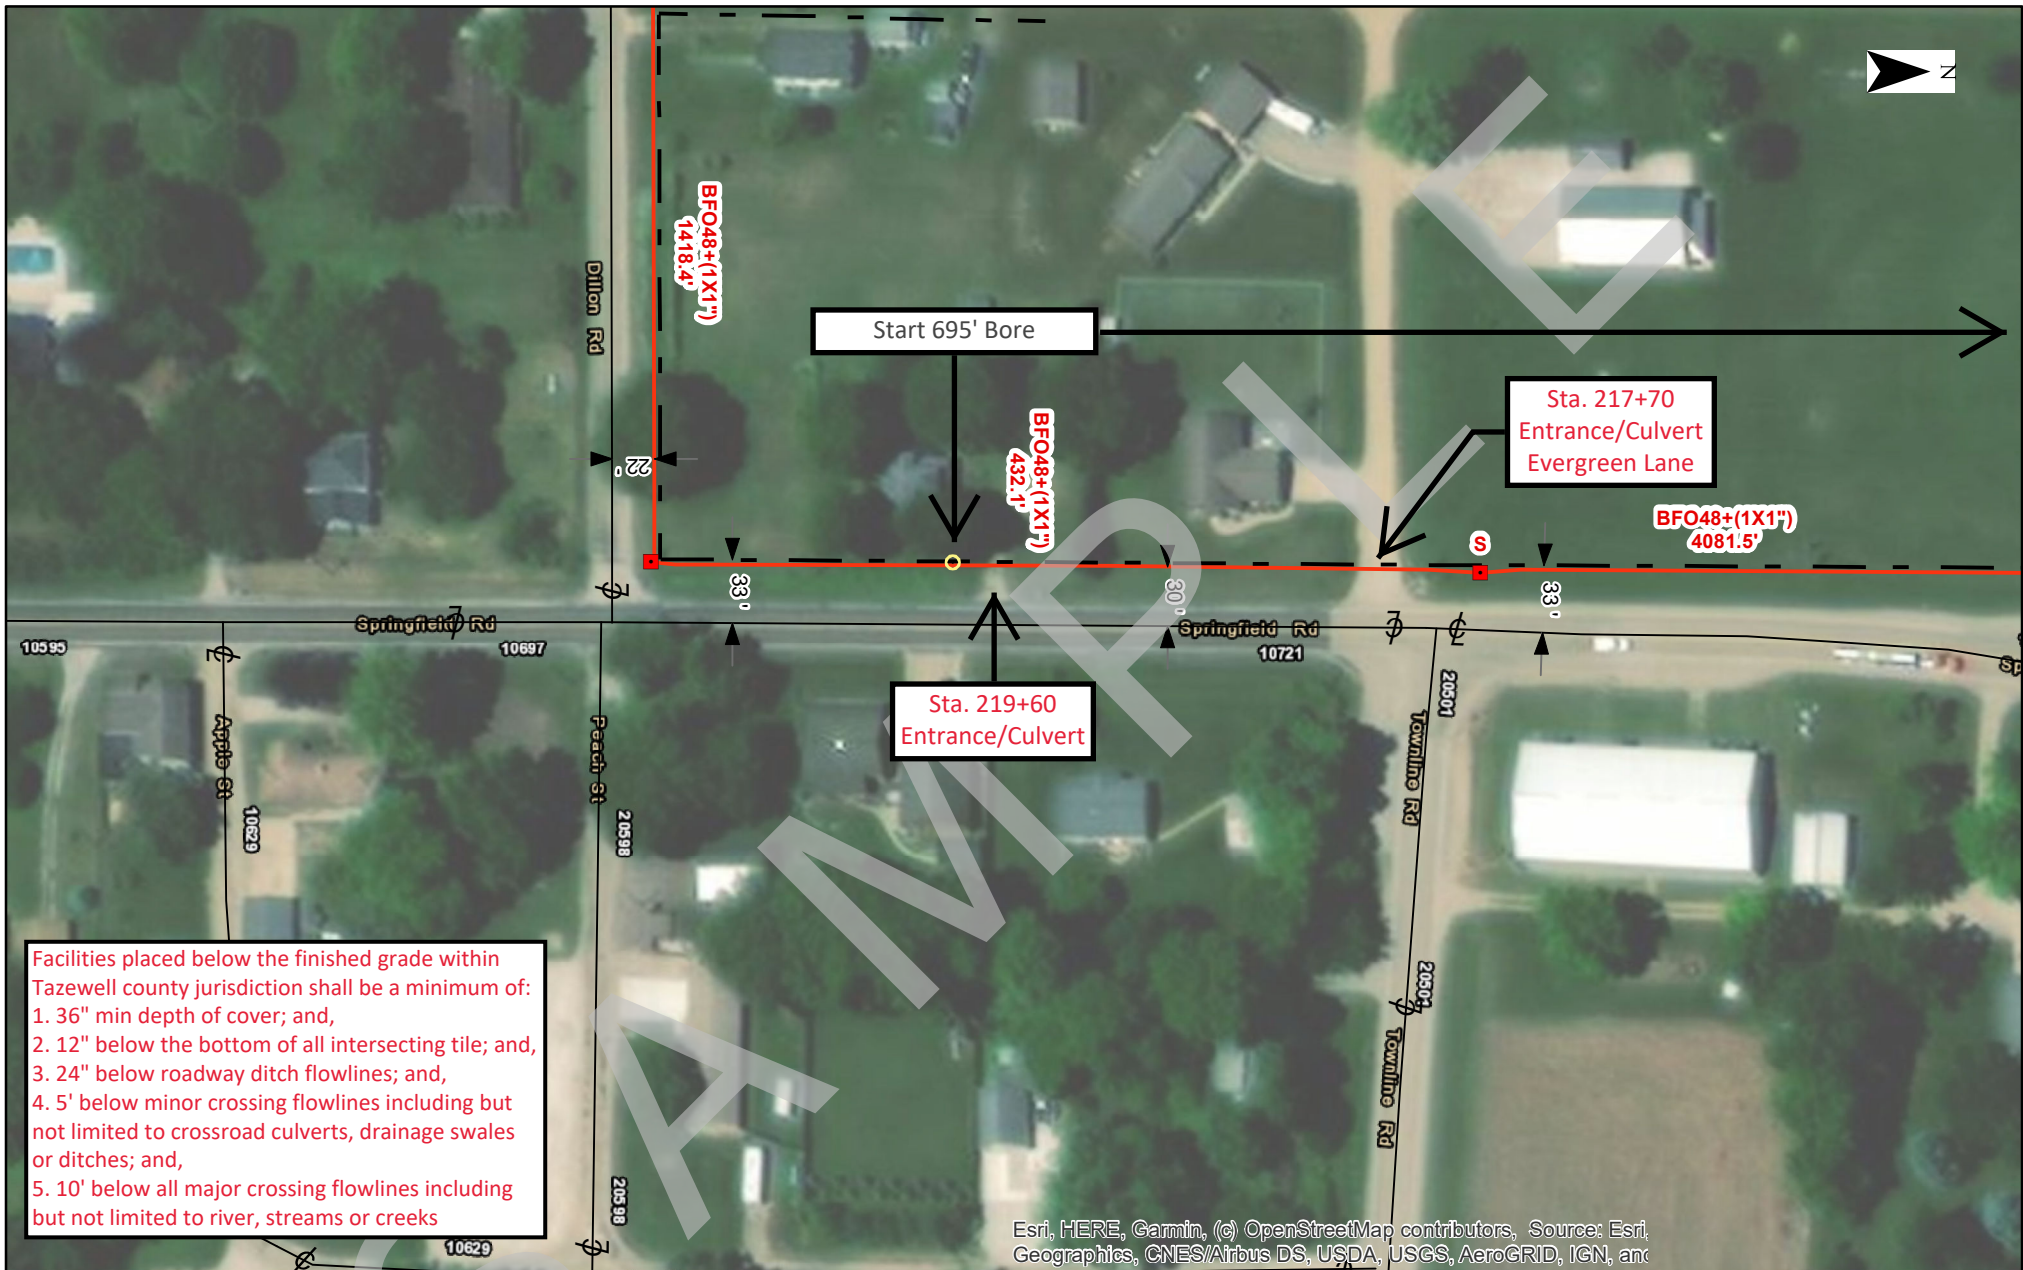 N
BFO48+(1X1")
1418.4'
Dillon Rd
Start 695' Bore
Sta. 217+70
Entrance/Culvert
Evergreen Lane
BFO48+(1X1")
432.1'
22'
BFO48+(1X1")
4081.5'
S
33'
30'
33'
Springfield Rd
Springfield Rd
Sp
10595
10697
10721
20501
Sta. 219+60
Entrance/Culvert
Apple St
Peach St
Townline Rd
10629
20598
20501
Townline Rd
Facilities placed below the finished grade within
Tazewell county jurisdiction shall be a minimum of:
1. 36" min depth of cover; and,
2. 12" below the bottom of all intersecting tile; and,
3. 24" below roadway ditch flowlines; and,
4. 5' below minor crossing flowlines including but
not limited to crossroad culverts, drainage swales
or ditches; and,
5. 10' below all major crossing flowlines including
but not limited to river, streams or creeks
20598
10629
Esri, HERE, Garmin, (c) OpenStreetMap contributors, Source: Esri,
Geographics, CNES/Airbus DS, USDA, USGS, AeroGRID, IGN, and
SAMPLE